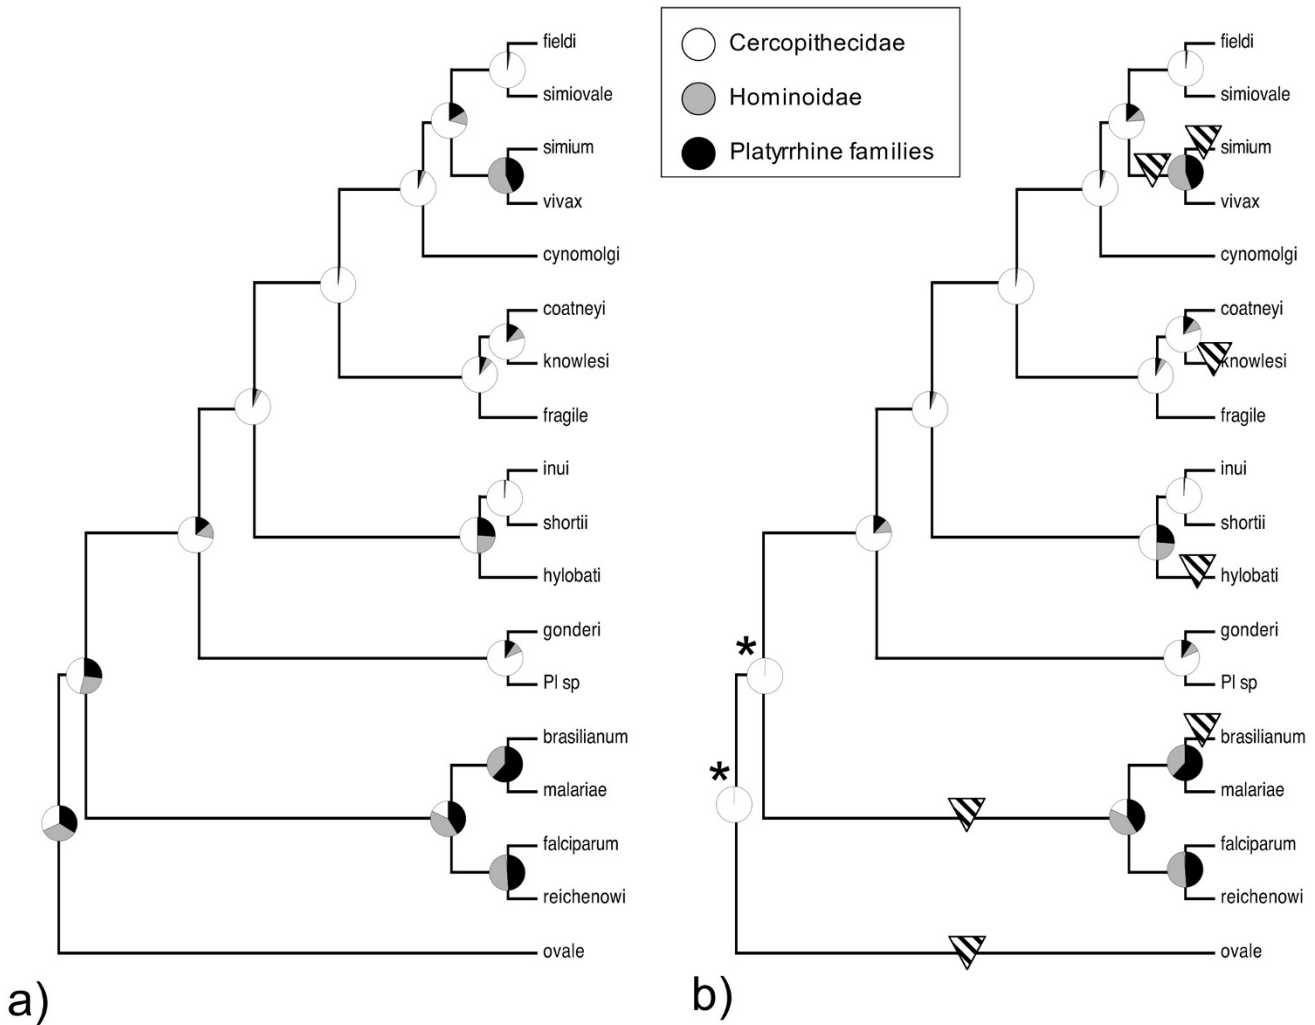 Cercopithecidae
Hominoidae
Platyrrhine families
fieldi
simiovale
simium
vivax
cynomolgi
coatneyi
knowlesi
fragile
inui
shortii
hylobati
gonderi
Pl sp
brasilianum
malariae
falciparum
reichenowi
ovale
a)
fieldi
simiovale
simium
vivax
cynomolgi
coatneyi
knowlesi
fragile
inui
shortii
hylobati
gonderi
Pl sp
brasilianum
malariae
falciparum
reichenowi
ovale
*
*
b)